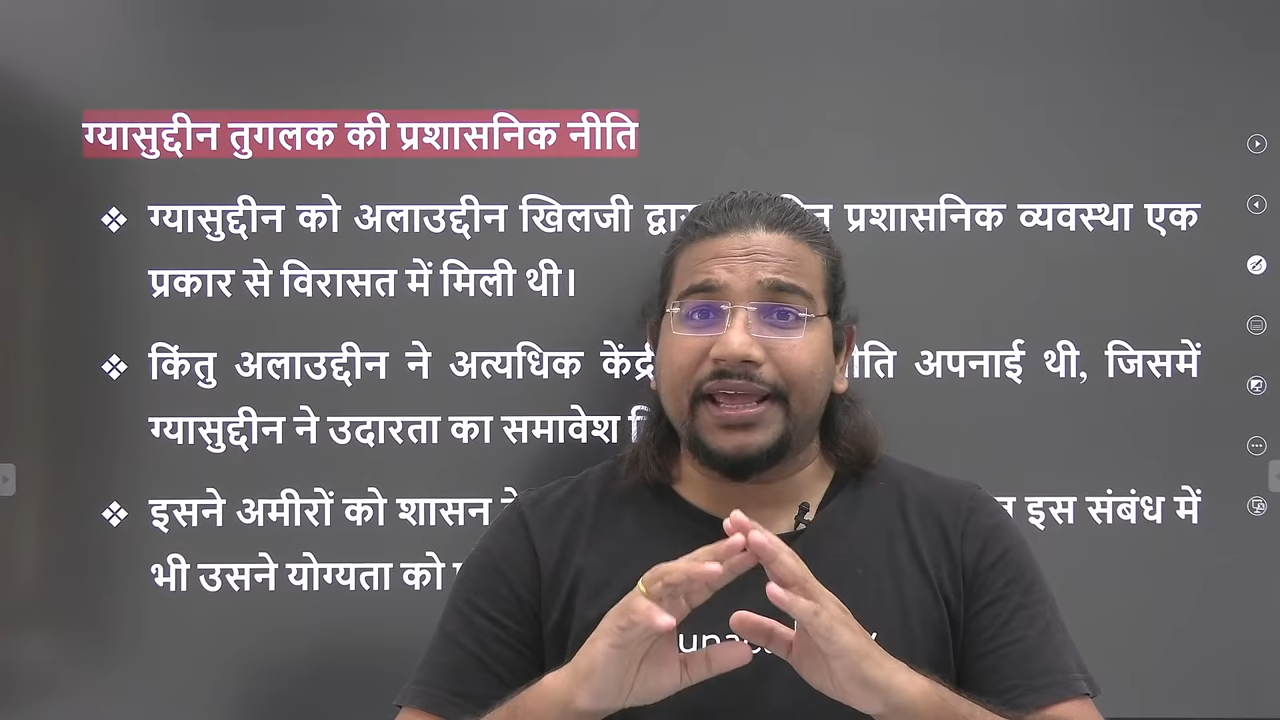 ग्यासुद्दीन तुगलक की प्रशासनिक नीति
❖ ग्यासुद्दीन को अलाउद्दीन खिलजी प्रशासनिक व्यवस्था एक
प्रकार से विरासत में मिली थी।
❖ किंतु अलाउद्दीन ने अत्यधिक अपनाई थी, जिसमें
ग्यासुद्दीन ने उदारता का समावेश
❖ इसने अमीरों को शासन इस संबंध में
भी उसने योग्यता को